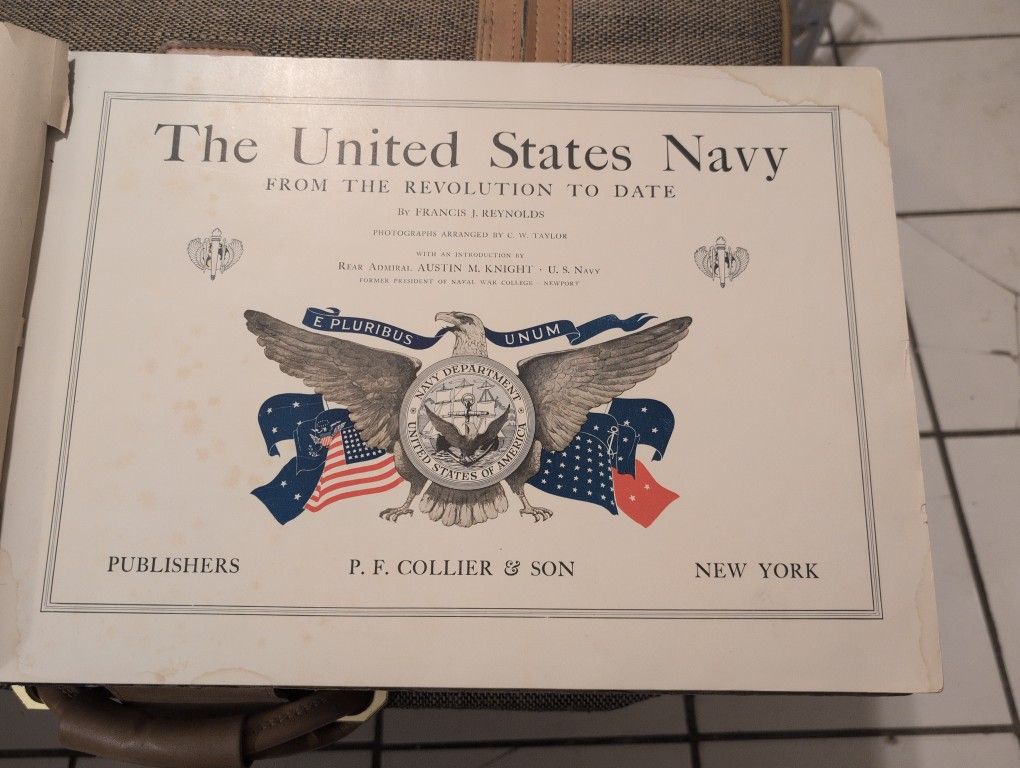 The United States Navy
FROM THE REVOLUTION TO DATE
By FRANCIS J. REYNOLDS
PHOTOGRAPHS ARRANGED BY C. W. TAYLOR
WITH AN INTRODUCTION BY
REAR ADMIRAL AUSTIN M. KNIGHT · U. S. NAVY
FORMER PRESIDENT OF NAVAL WAR COLLEGE · NEWPORT
E PLURIBUS UNUM
NAVY DEPARTMENT
UNITED STATES OF AMERICA
PUBLISHERS P. F. COLLIER & SON NEW YORK